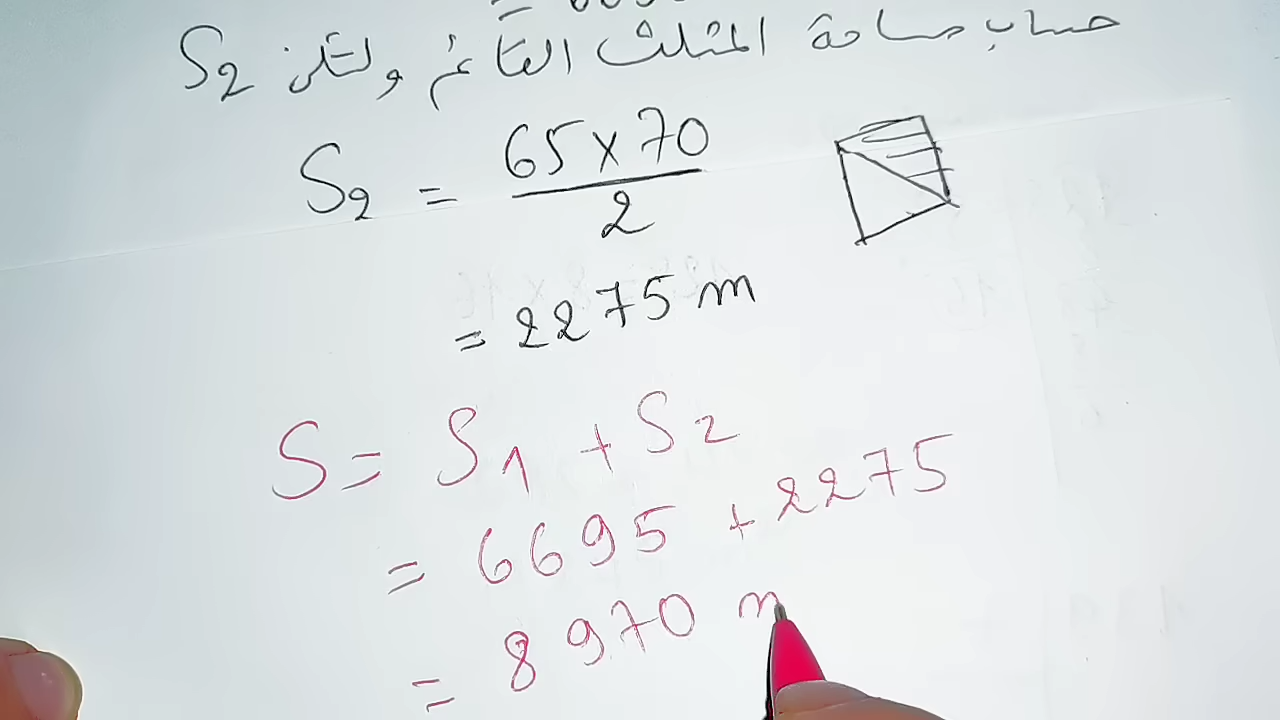 حساب مساحة المثلث القائم ولتكن S2
S2 = 65 x 70 / 2
= 2275 m
S = S1 + S2
= 6695 + 2275
= 8970 m